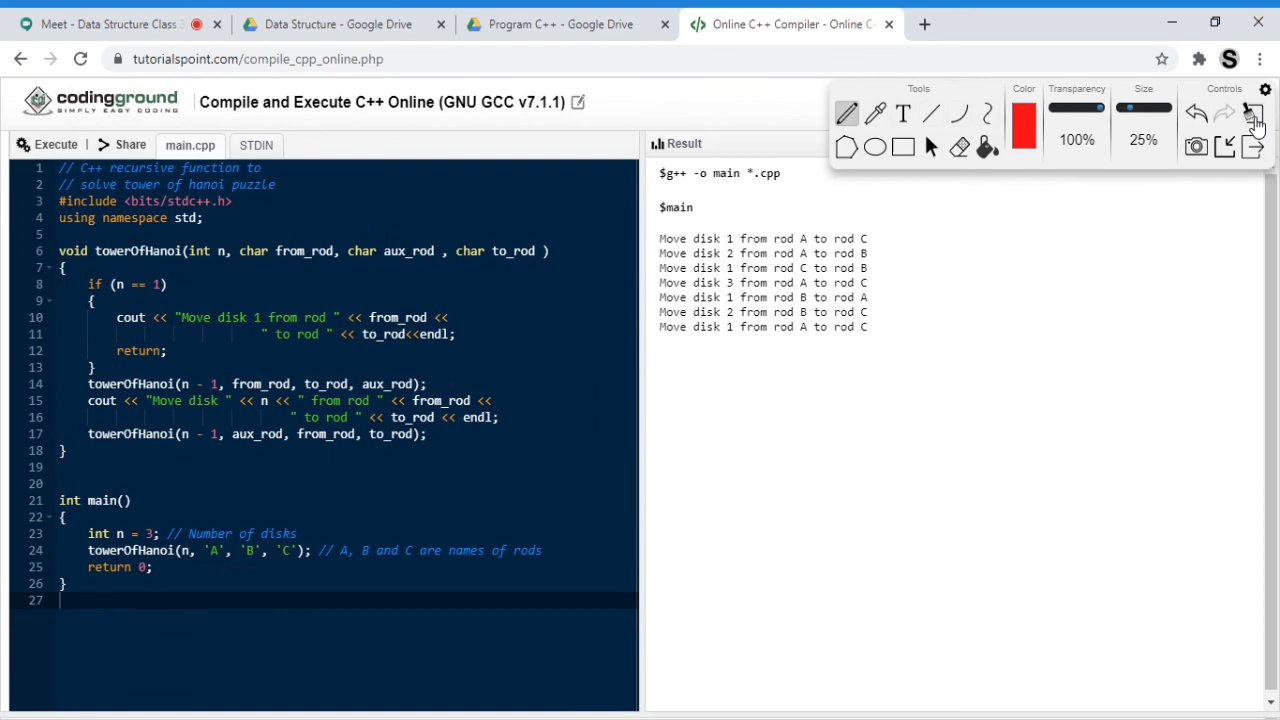 Meet - Data Structure Class
Data Structure - Google Drive
Program C++ - Google Drive
Online C++ Compiler - Online C
tutorialspoint.com/compile_cpp_online.php
S
codingground
SIMPLY EASY CODING
Compile and Execute C++ Online (GNU GCC v7.1.1)
Tools
Color
Transparency
Size
Controls
T
100%
25%
Execute
Share
main.cpp
STDIN
Result
1 // C++ recursive function to
2 // solve tower of hanoi puzzle
3 #include <bits/stdc++.h>
4 using namespace std;
5
6 void towerOfHanoi(int n, char from_rod, char aux_rod , char to_rod )
7 {
8 if (n == 1)
9 {
10 cout << "Move disk 1 from rod " << from_rod <<
11 " to rod " << to_rod<<endl;
12 return;
13 }
14 towerOfHanoi(n - 1, from_rod, to_rod, aux_rod);
15 cout << "Move disk " << n << " from rod " << from_rod <<
16 " to rod " << to_rod << endl;
17 towerOfHanoi(n - 1, aux_rod, from_rod, to_rod);
18 }
19
20
21 int main()
22 {
23 int n = 3; // Number of disks
24 towerOfHanoi(n, 'A', 'B', 'C'); // A, B and C are names of rods
25 return 0;
26 }
27
$g++ -o main *.cpp
$main
Move disk 1 from rod A to rod C
Move disk 2 from rod A to rod B
Move disk 1 from rod C to rod B
Move disk 3 from rod A to rod C
Move disk 1 from rod B to rod A
Move disk 2 from rod B to rod C
Move disk 1 from rod A to rod C